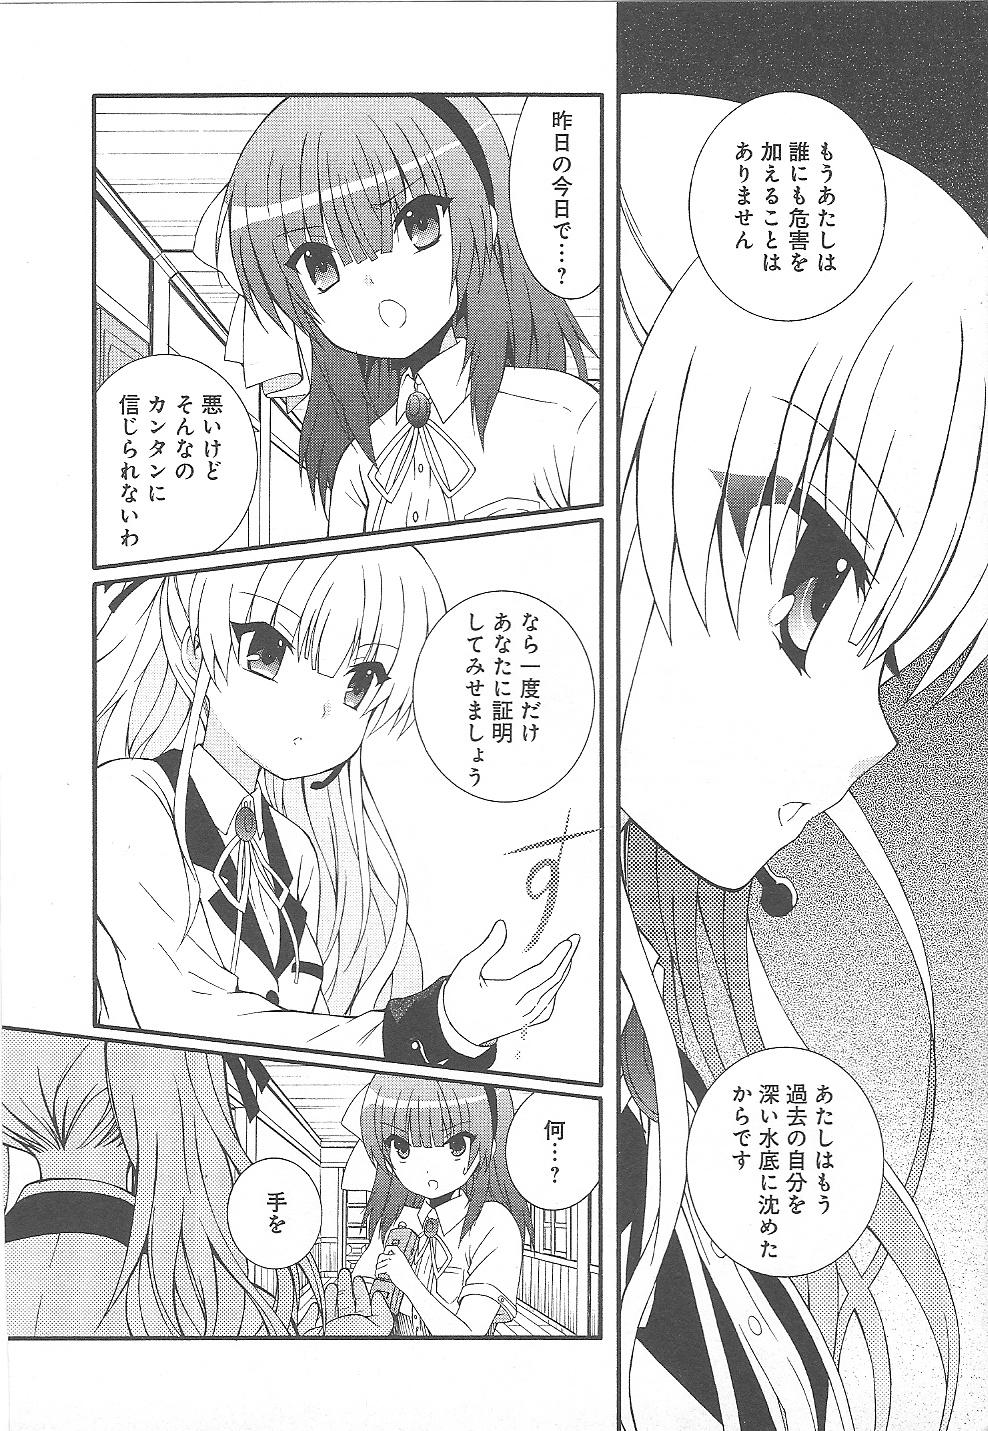 もうあたしは
誰にも危害を
加えることは
ありません
あたしはもう
過去の自分を
深い水底に沈めた
からです
昨日の今日で…?
悪いけど
そんなの
カンタンに
信じられないわ
なら一度だけ
あなたに証明
してみせましょう
す
何…?
手を